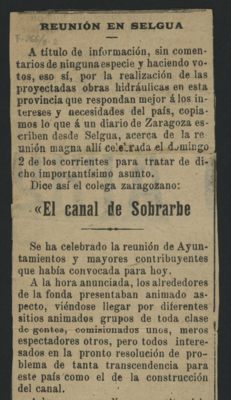 REUNIÓN EN SELGUA
A título de información, sin comen-
tarios de ninguna especie y haciendo vo-
tos, eso sí, por la realización de las
proyectadas obras hidráulicas en esta
provincia que respondan mejor á los in-
tereses y necesidades del país, copia-
mos lo que á un diario de Zaragoza es-
criben desde Selgua, acerca de la re-
unión magna allí celebrada el domingo
2 de los corrientes para tratar de di-
cho importantísimo asunto.
Dice así el colega zaragozano:
«El canal de Sobrarbe
Se ha celebrado la reunión de Ayun-
tamientos y mayores contribuyentes
que había convocada para hoy.
A la hora anunciada, los alrededores
de la fonda presentaban animado as-
pecto, viéndose llegar por diferentes
sitios animados grupos de toda clase
de gentes, comisionados unos, meros
espectadores otros, pero todos interes-
ados en la pronto resolución de pro-
blema de tanta transcendencia para
este país como el de la construcción
del canal.